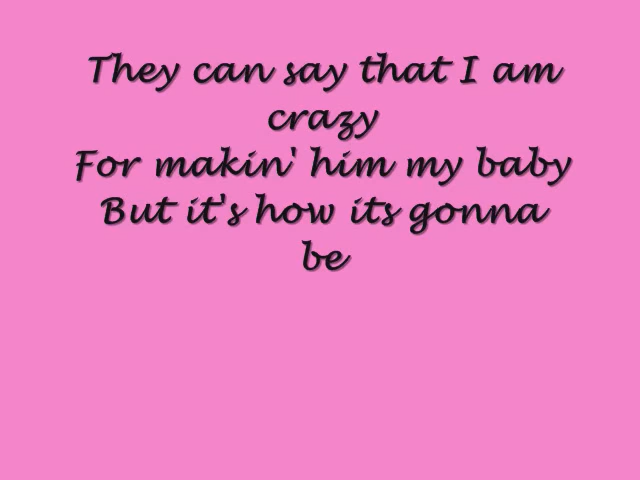 They can say that I am
crazy
For makin' him my baby
But it's how its gonna
be